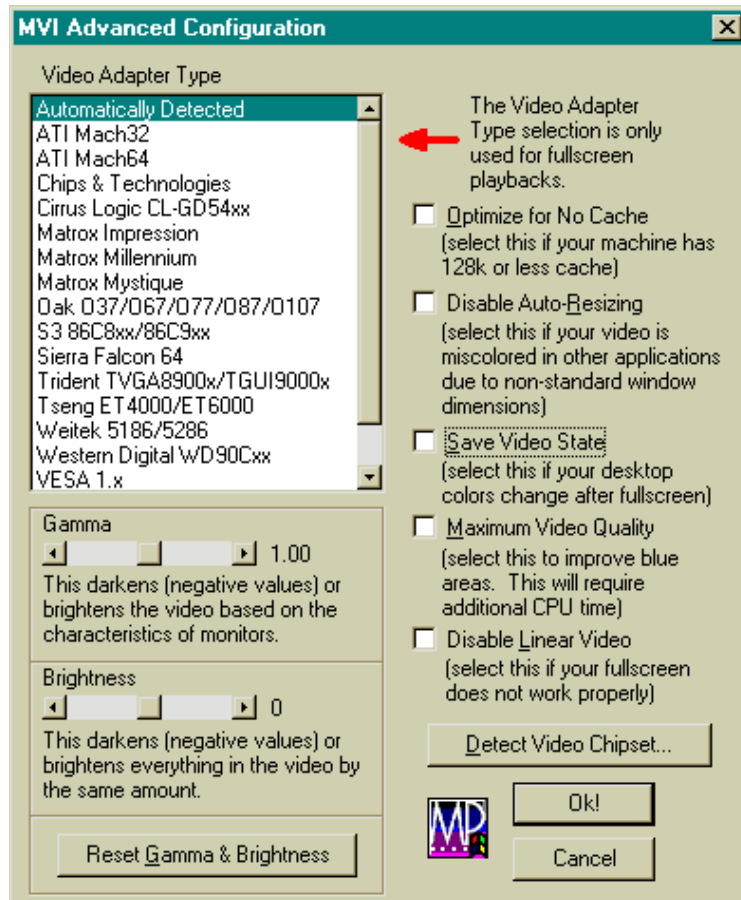 MVI Advanced Configuration
Video Adapter Type
Automatically Detected
ATI Mach32
ATI Mach64
Chips & Technologies
Cirrus Logic CL-GD54xx
Matrox Impression
Matrox Millennium
Matrox Mystique
Oak 037/067/077/087/0107
S3 86C8xx/86C9xx
Sierra Falcon 64
Trident TVGA8900x/TGUI9000x
Tseng ET4000/ET6000
Weitek 5186/5286
Western Digital WD90Cxx
VESA 1.x
Gamma
1.00
This darkens (negative values) or
brightens the video based on the
characteristics of monitors.
Brightness
0
This darkens (negative values) or
brightens everything in the video by
the same amount.
Reset Gamma & Brightness
The Video Adapter
Type selection is only
used for fullscreen
playbacks.
Optimize for No Cache
(select this if your machine has
128k or less cache)
Disable Auto-Resizing
(select this if your video is
miscolored in other applications
due to non-standard window
dimensions)
Save Video State
(select this if your desktop
colors change after fullscreen)
Maximum Video Quality
(select this to improve blue
areas. This will require
additional CPU time)
Disable Linear Video
(select this if your fullscreen
does not work properly)
Detect Video Chipset...
MP
Ok!
Cancel